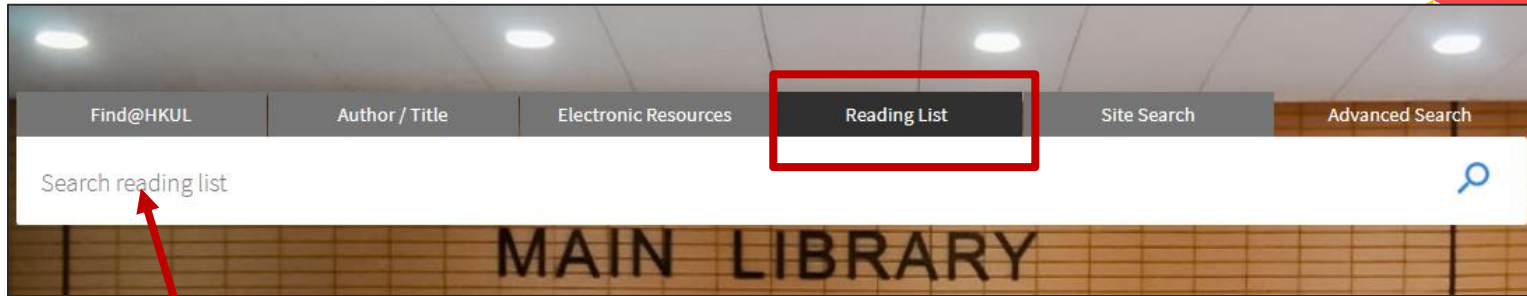 Find@HKUL Author / Title Electronic Resources Reading List Site Search Advanced Search
Search reading list
MAIN LIBRARY